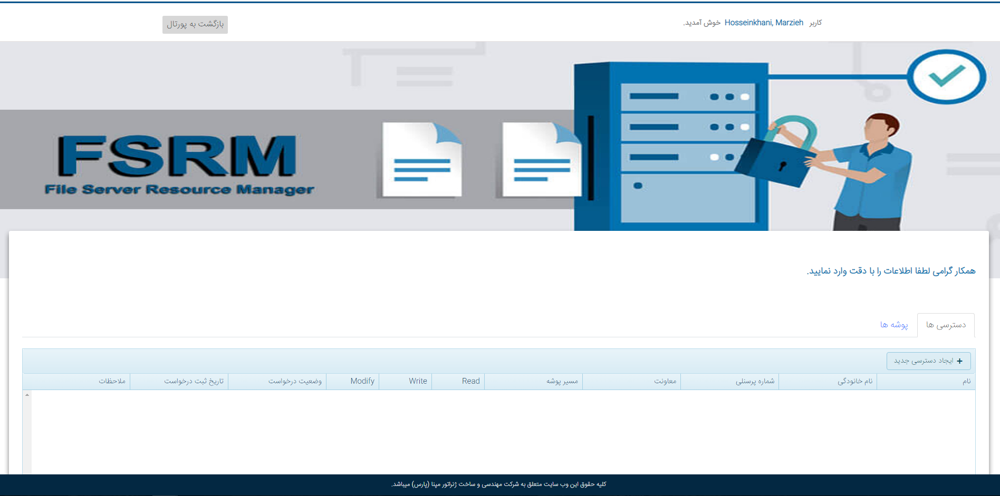 کاربر Hosseinkhani, Marzieh خوش آمدید.
بازگشت به پورتال
FSRM
File Server Resource Manager
همکار گرامی لطفا اطلاعات را با دقت وارد نمایید.
دسترسی ها
پوشه ها
+ ایجاد دسترسی جدید
نام
نام خانودگی
شماره پرسنلی
معاونت
مسیر پوشه
Read
Write
Modify
وضعیت درخواست
تاریخ ثبت درخواست
ملاحظات
کلیه حقوق این وب سایت متعلق به شرکت مهندسی و ساخت ژنراتور مپنا (پارس) میباشد.